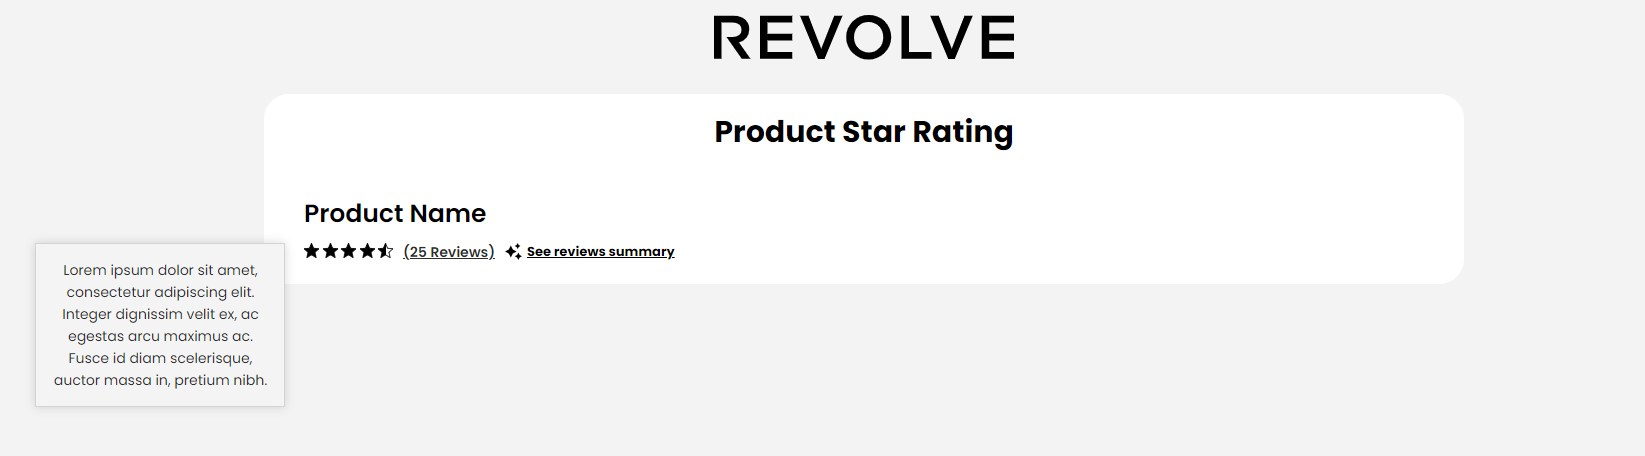 REVOLVE
Product Star Rating
Product Name
(25 Reviews) See reviews summary
Lorem ipsum dolor sit amet,
consectetur adipiscing elit.
Integer dignissim velit ex, ac
egestas arcu maximus ac.
Fusce id diam scelerisque,
auctor massa in, pretium nibh.